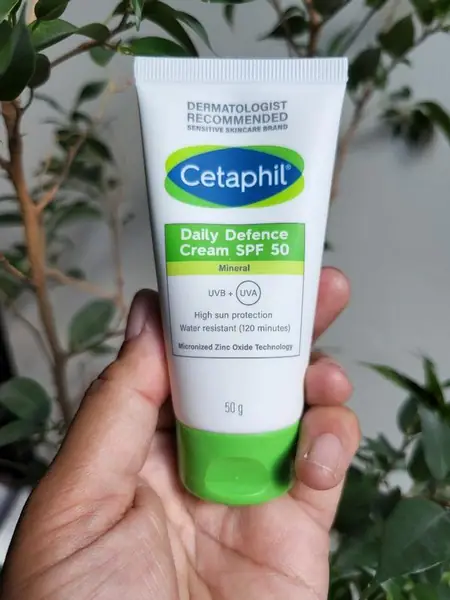 DERMATOLOGIST
RECOMMENDED
SENSITIVE SKINCARE BRAND
Cetaphil®
Daily Defence
Cream SPF 50
Mineral
UVB + UVA
High sun protection
Water resistant (120 minutes)
Micronized Zinc Oxide Technology
50 g